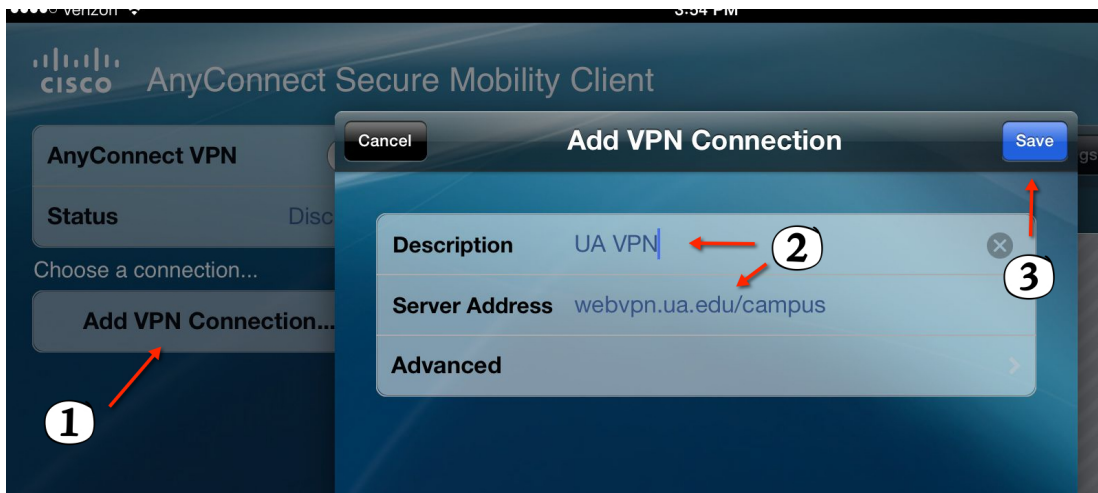 verizon 3:54 PM
CISCO AnyConnect Secure Mobility Client
AnyConnect VPN
Status Disc
Choose a connection...
Add VPN Connection...
1
Cancel Add VPN Connection Save
gs
Description UA VPN
2
3
Server Address webvpn.ua.edu/campus
Advanced